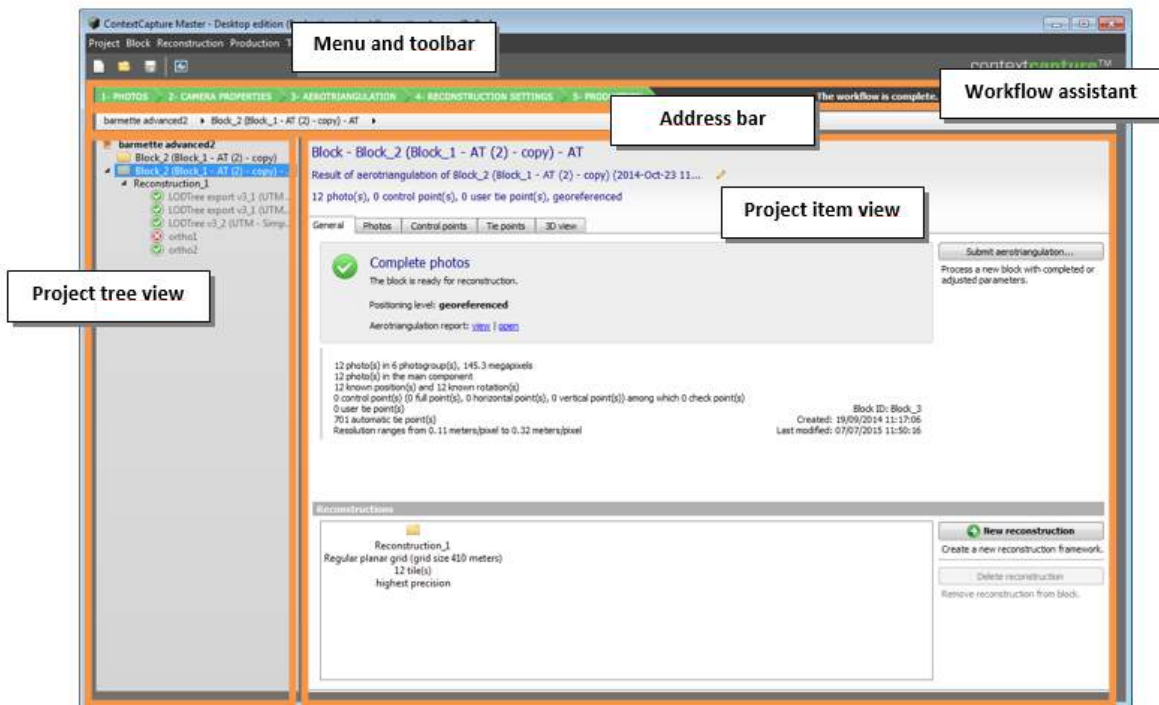 ContextCapture Master - Desktop edition
Menu and toolbar
Project Block Reconstruction Production
contextcapture™
Workflow assistant
1- PHOTOS 2- CAMERA PROPERTIES 3- AEROTRIANGULATION 4- RECONSTRUCTION SETTINGS 5-
The workflow is complete.
Address bar
barmette advanced2 Block_2 (Block_1 - AT (2) - copy) - AT
barmette advanced2
Block_2 (Block_1 - AT (2) - copy)
Block_2 (Block_1 - AT (2) - copy) - ...
Reconstruction_1
LODTree export v3_1 (UTM...
LODTree export v3_1 (UTM...
LODTree v3_2 (UTM - Simp...
ortho1
ortho2
Project tree view
Block - Block_2 (Block_1 - AT (2) - copy) - AT
Result of aerotriangulation of Block_2 (Block_1 - AT (2) - copy) (2014-Oct-23 11...
12 photo(s), 0 control point(s), 0 user tie point(s), georeferenced
Project item view
General Photos Control points Tie points 3D view
Complete photos
The block is ready for reconstruction.
Positioning level: georeferenced
Aerotriangulation report: view | open
Submit aerotriangulation...
Process a new block with completed or
adjusted parameters.
12 photo(s) in 6 photogroup(s), 145.3 megapixels
12 photo(s) in the main component
12 known position(s) and 12 known rotation(s)
0 control point(s) (0 full point(s), 0 horizontal point(s), 0 vertical point(s)) among which 0 check point(s)
0 user tie point(s)
701 automatic tie point(s)
Resolution ranges from 0.11 meters/pixel to 0.32 meters/pixel
Block ID: Block_3
Created: 19/09/2014 11:17:06
Last modified: 07/07/2015 11:50:16
Reconstructions
Reconstruction_1
Regular planar grid (grid size 410 meters)
12 tile(s)
highest precision
New reconstruction
Create a new reconstruction framework.
Delete reconstruction
Remove reconstruction from block.